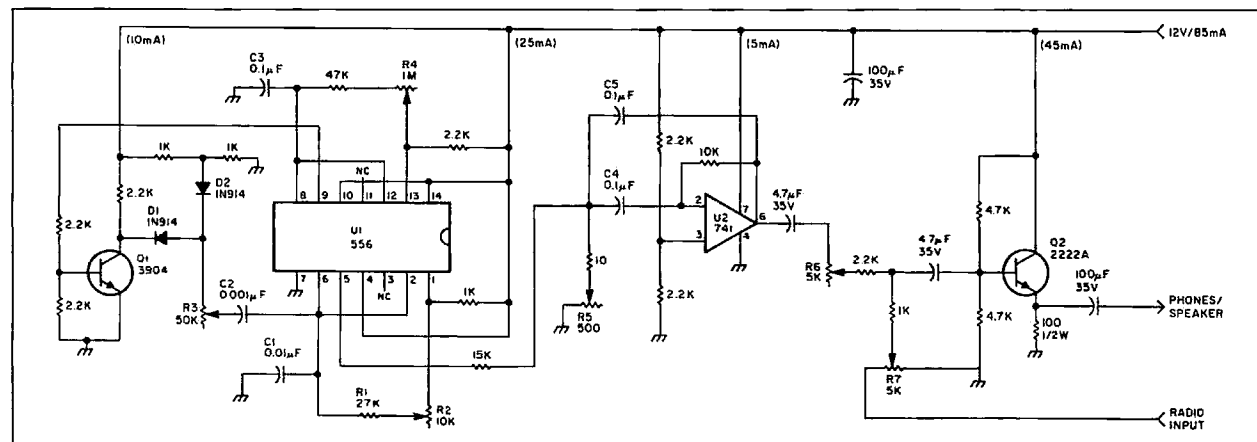 (10mA)
(25mA)
(5mA)
(45mA)
12V/85mA
C3
0.1µF
47K
R4
1M
2.2K
C5
0.1µF
2.2K
100µF
35V
1K
1K
D2
1N914
2.2K
D1
1N914
2.2K
Q1
3904
2.2K
R3
50K
C2
0.001µF
NC
8
9
10
11
12
13
14
U1
556
7
6
5
4
3
2
1
NC
1K
C1
0.01µF
R1
27K
R2
10K
15K
C4
0.1µF
10K
2
3
7
4
6
U2
741
10
R5
500
2.2K
4.7µF
35V
R6
5K
2.2K
4.7µF
35V
1K
R7
5K
4.7K
4.7K
Q2
2222A
100µF
35V
100
1/2W
PHONES/
SPEAKER
RADIO
INPUT